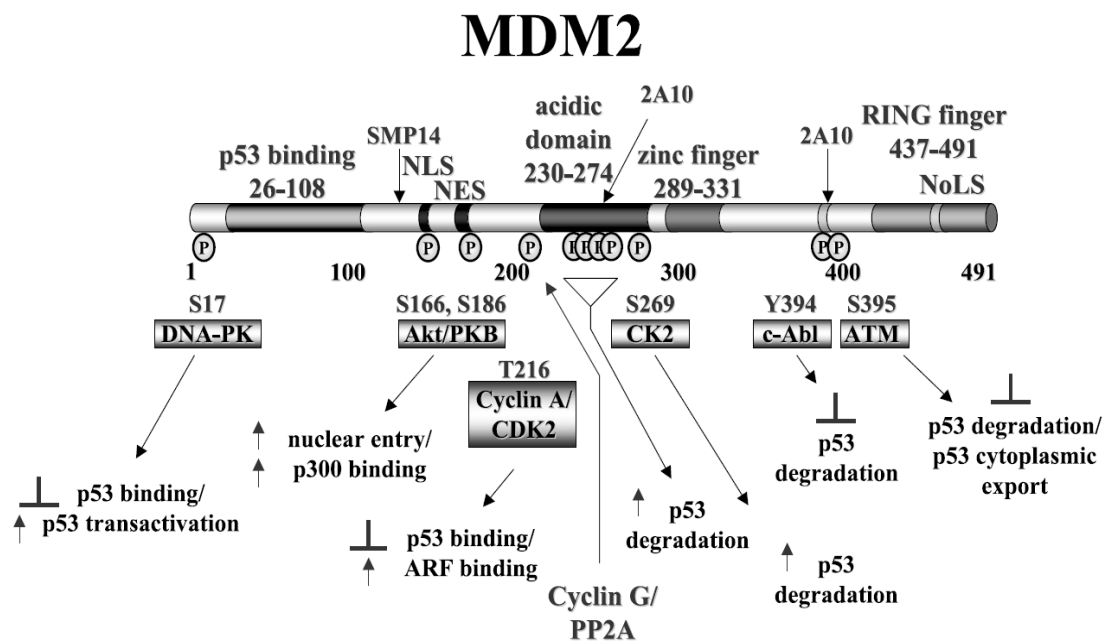 MDM2
2A10
acidic
domain
230-274
SMP14
p53 binding
26-108
NLS
NES
zinc finger
289-331
2A10
RING finger
437-491
NoLS
P P P P P P P P P P P
1 100 200 300 400 491
S17
DNA-PK
S166, S186
Akt/PKB
S269
CK2
Y394
c-Abl
S395
ATM
T216
Cyclin A/
CDK2
nuclear entry/
p300 binding
p53 binding/
p53 transactivation
p53 binding/
ARF binding
p53
degradation
p53
degradation
p53 degradation/
p53 cytoplasmic
export
p53
degradation
Cyclin G/
PP2A